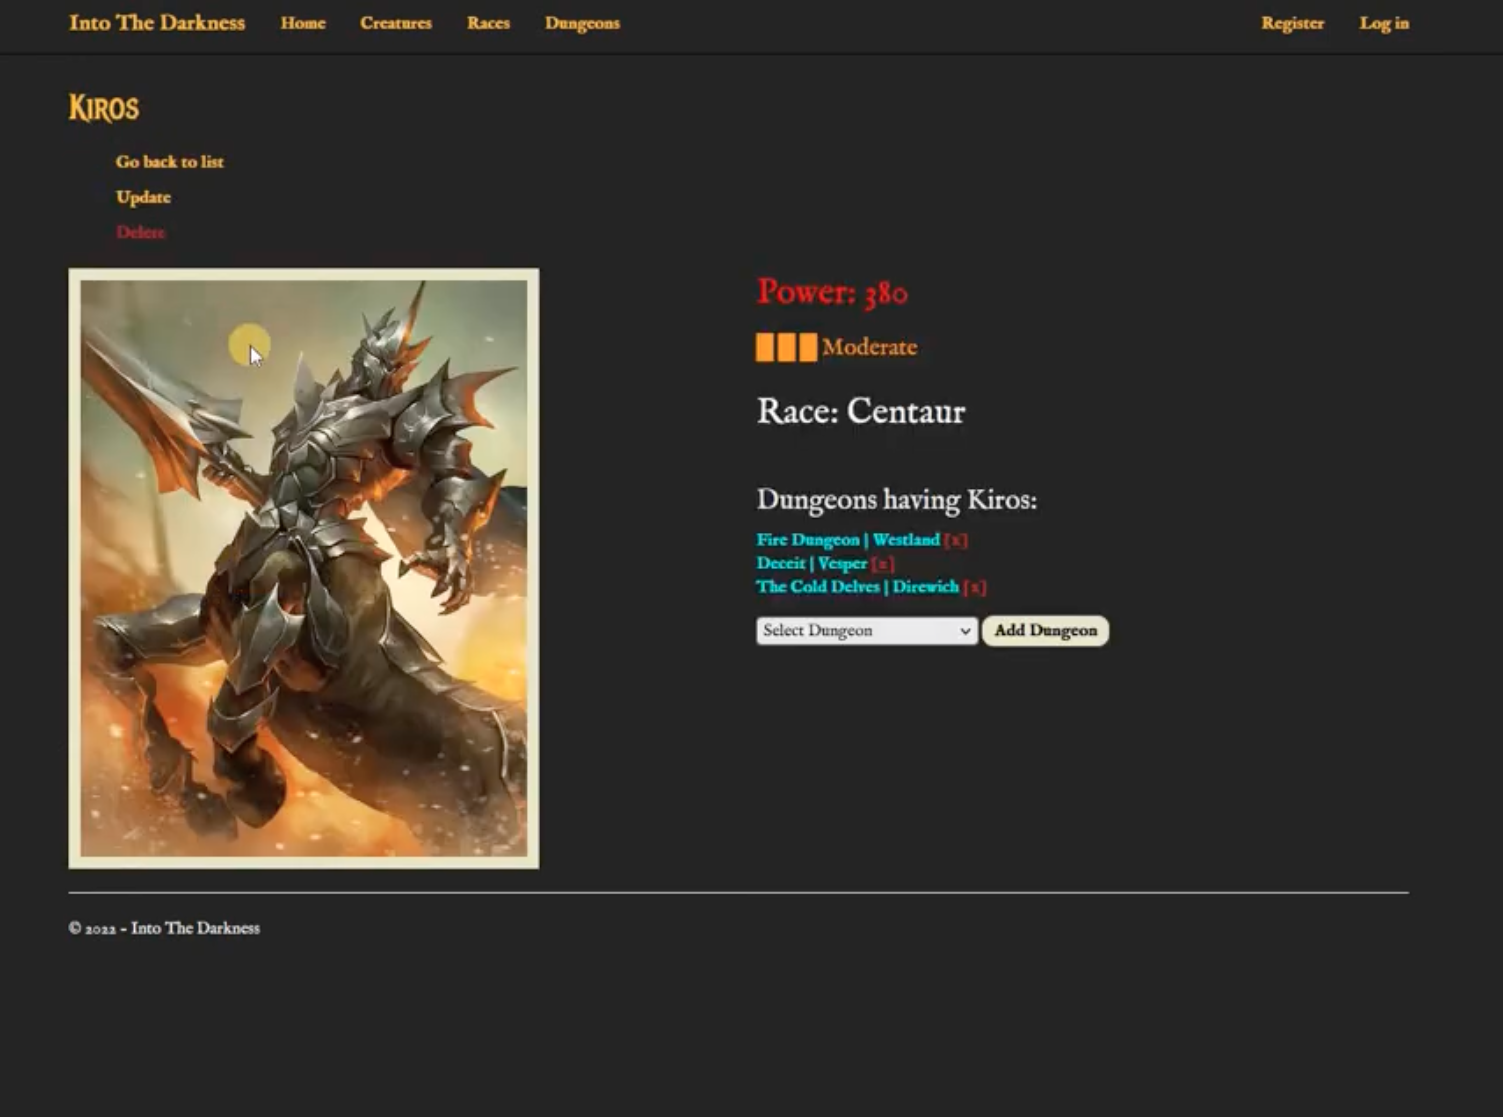 Into The Darkness Home Creatures Races Dungeons Register Log in
Kiros
Go back to list
Update
Delete
Power: 380
Moderate
Race: Centaur
Dungeons having Kiros:
Fire Dungeon | Westland [x]
Deceit | Vesper [x]
The Cold Delves | Direwich [x]
Select Dungeon Add Dungeon
© 2022 - Into The Darkness